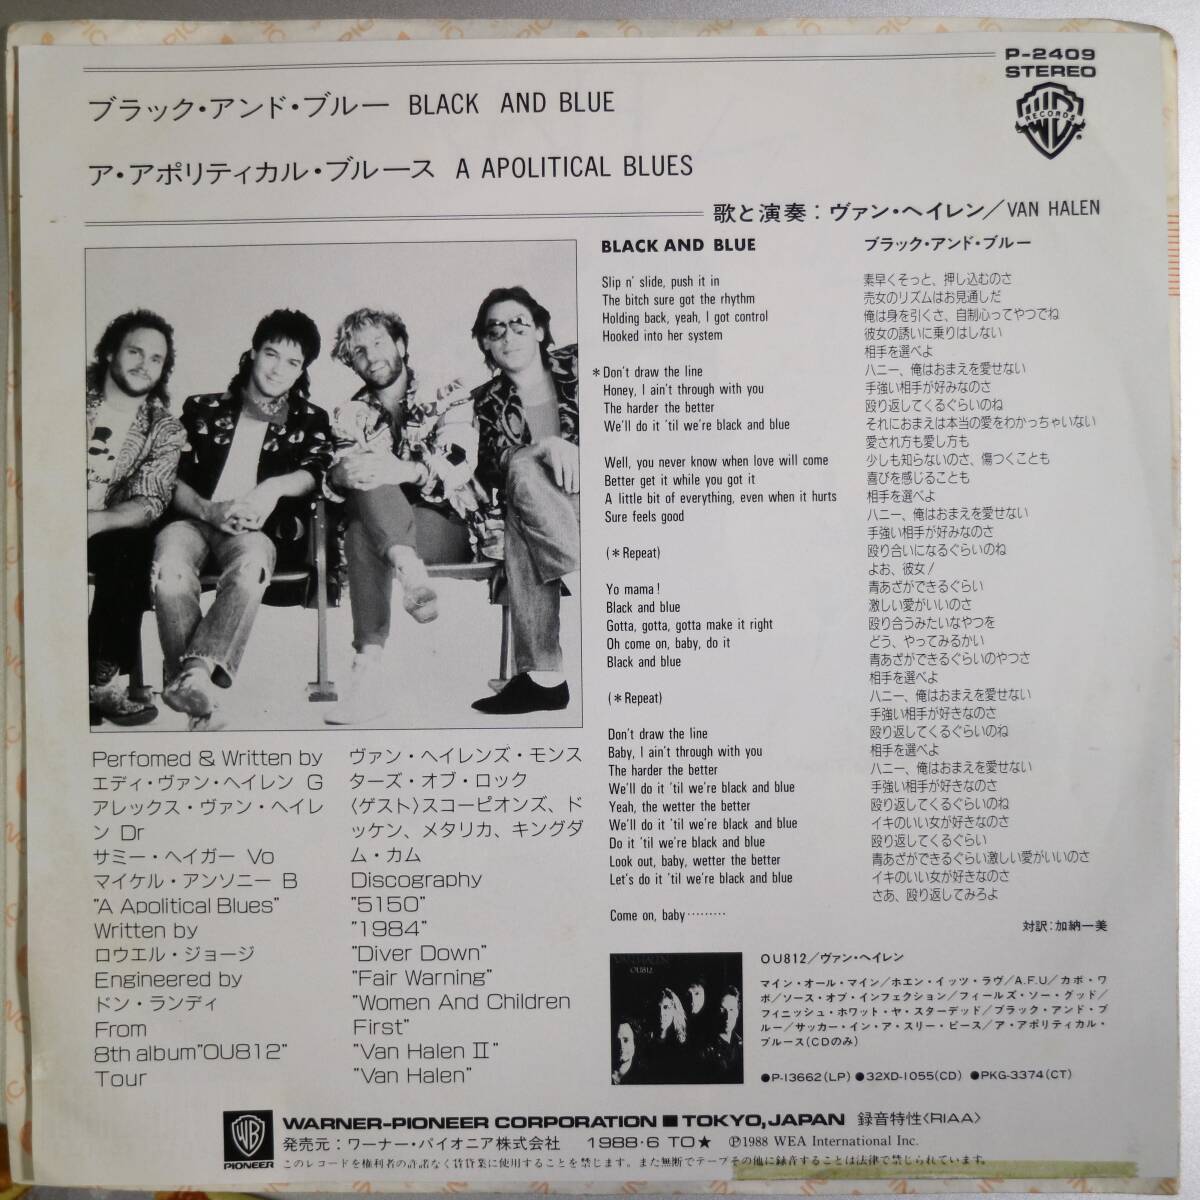 P-2409
STEREO
ブラック・アンド・ブルー BLACK AND BLUE
RECORDS
ア・アポリティカル・ブルース A APOLITICAL BLUES
歌と演奏：ヴァン・ヘイレン／VAN HALEN
BLACK AND BLUE
Slip n' slide, push it in
The bitch sure got the rhythm
Holding back, yeah, I got control
Hooked into her system
＊Don't draw the line
Honey, I ain't through with you
The harder the better
We'll do it 'til we're black and blue
Well, you never know when love will come
Better get it while you got it
A little bit of everything, even when it hurts
Sure feels good
(＊Repeat)
Yo mama!
Black and blue
Gotta, gotta, gotta make it right
Oh come on, baby, do it
Black and blue
(＊Repeat)
Don't draw the line
Baby, I ain't through with you
The harder the better
We'll do it 'til we're black and blue
Yeah, the wetter the better
We'll do it 'til we're black and blue
Do it 'til we're black and blue
Look out, baby, wetter the better
Let's do it 'til we're black and blue
Come on, baby………
ブラック・アンド・ブルー
素早くそっと、押し込むのさ
売女のリズムはお見通しだ
俺は身を引くさ、自制心ってやつでね
彼女の誘いに乗りはしない
相手を選べよ
ハニー、俺はおまえを愛せない
手強い相手が好みなのさ
殴り返してくるぐらいのね
それにおまえは本当の愛をわかっちゃいない
愛され方も愛し方も
少しも知らないのさ、傷つくことも
喜びを感じることも
相手を選べよ
ハニー、俺はおまえを愛せない
手強い相手が好みなのさ
殴り合いになるぐらいのね
よお、彼女！
青あざができるぐらい
激しい愛がいいのさ
殴り合うみたいなやつを
どう、やってみるかい
青あざができるぐらいのやつさ
相手を選べよ
ハニー、俺はおまえを愛せない
手強い相手が好きなのさ
殴り返してくるぐらいのね
相手を選べよ
ハニー、俺はおまえを愛せない
手強い相手が好きなのさ
殴り返してくるぐらいのね
イキのいい女が好きなのさ
殴り返してくるぐらい
青あざができるぐらい激しい愛がいいのさ
イキのいい女が好きなのさ
さあ、殴り返してみろよ
対訳：加納一美
Perfomed & Written by
エディ・ヴァン・ヘイレン G
アレックス・ヴァン・ヘイレ
ン Dr
サミー・ヘイガー Vo
マイケル・アンソニー B
"A Apolitical Blues"
Written by
ロウエル・ジョージ
Engineered by
ドン・ランディ
From
8th album"OU812"
Tour
ヴァン・ヘイレンズ・モンス
ターズ・オブ・ロック
〈ゲスト〉スコーピオンズ、ド
ッケン、メタリカ、キングダ
ム・カム
Discography
"5150"
"1984"
"Diver Down"
"Fair Warning"
"Women And Children
First"
"Van Halen II"
"Van Halen"
VAN HALEN
OU812
OU812／ヴァン・ヘイレン
マイン・オール・マイン／ホエン・イッツ・ラヴ／A.F.U／カボ・ワ
ボ／ソース・オブ・インフェクション／フィールズ・ソー・グッド／
フィニッシュ・ホワット・ヤ・スターデッド／ブラック・アンド・ブ
ルー／サッカー・イン・ア・スリー・ピース／ア・アポリティカル・
ブルース(CDのみ)
●P-13662(LP) ●32XD-1055(CD) ●PKG-3374(CT)
PIONEER
WARNER-PIONEER CORPORATION ■ TOKYO, JAPAN 録音特性〈RIAA〉
発売元：ワーナー・パイオニア株式会社 1988・6 TO★ ℗1988 WEA International Inc.
このレコードを権利者の許諾なく賃貸業に使用することを禁じます。また無断でテープその他に録音することは法律で禁じられています。